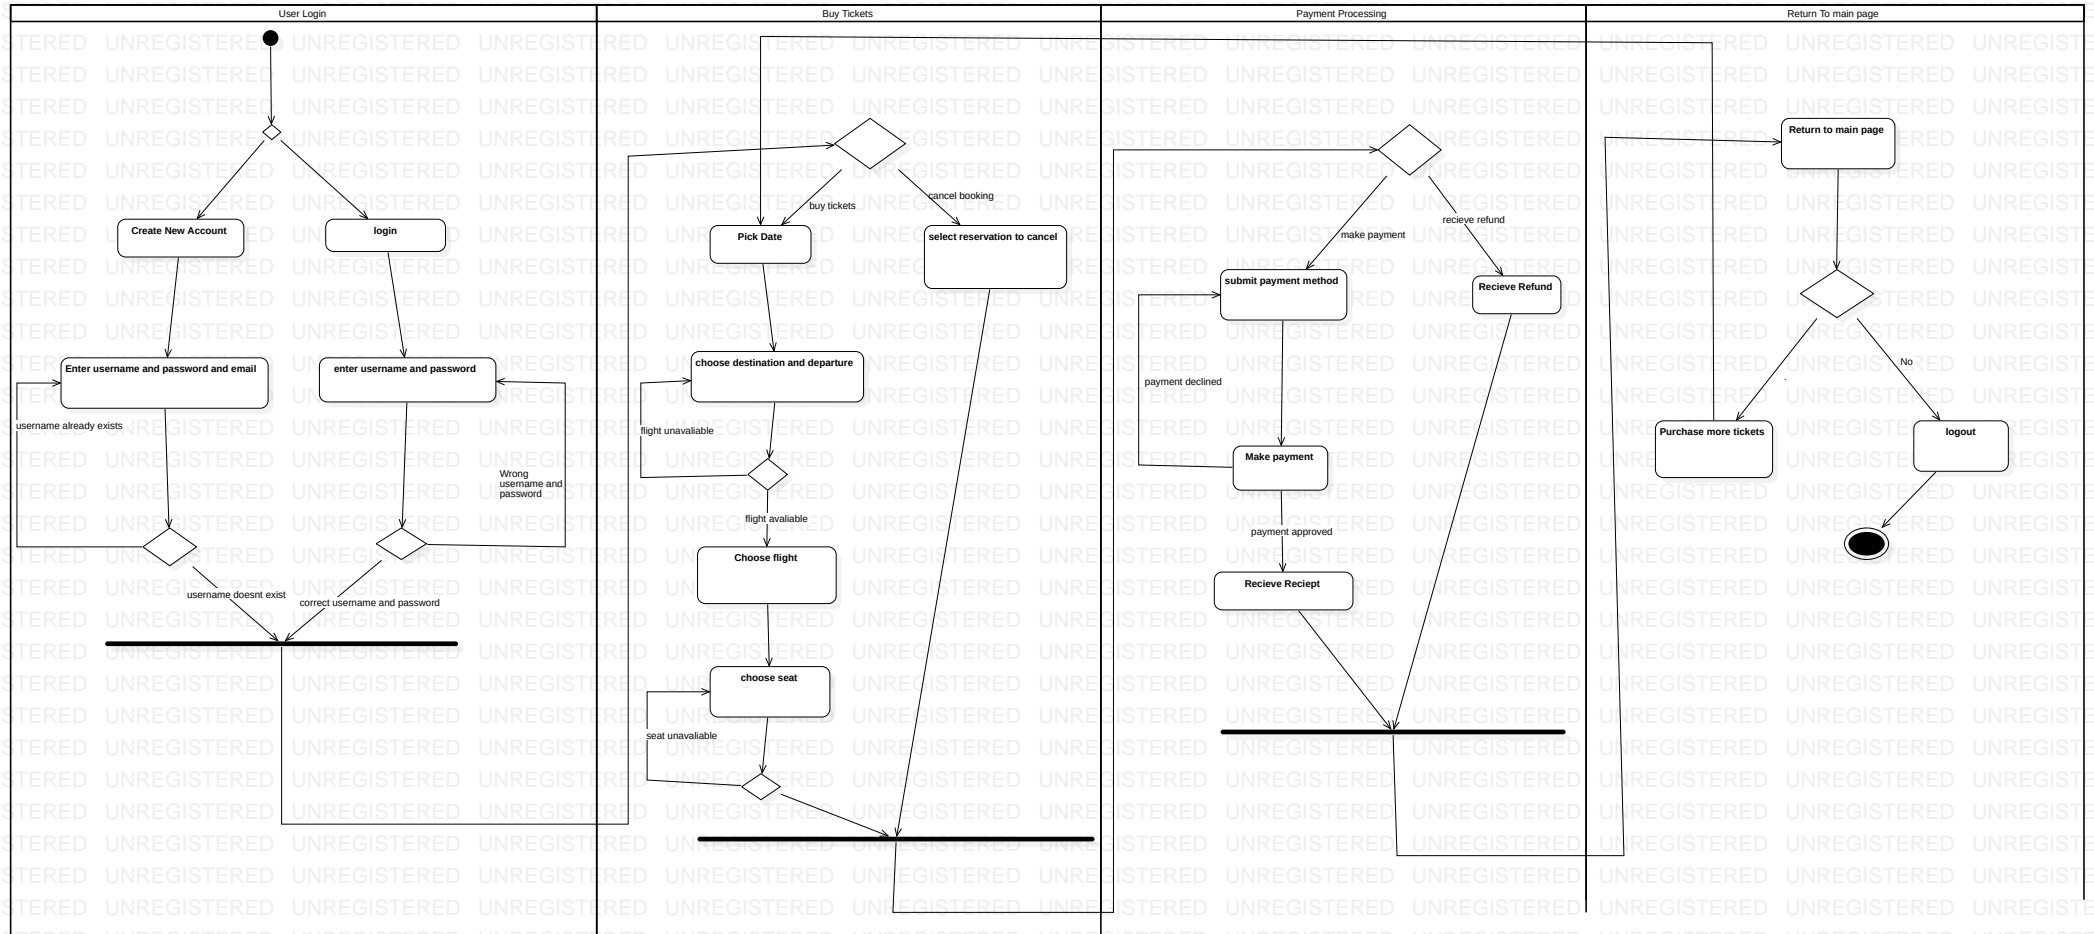 User Login
Buy Tickets
Payment Processing
Return To main page
Create New Account
login
Enter username and password and email
enter username and password
username already exists
Wrong
username and
password
username doesnt exist
correct username and password
buy tickets
cancel booking
Pick Date
select reservation to cancel
choose destination and departure
flight unavaliable
flight avaliable
Choose flight
choose seat
seat unavaliable
make payment
recieve refund
submit payment method
Recieve Refund
payment declined
Make payment
payment approved
Recieve Reciept
Return to main page
No
Purchase more tickets
logout
UNREGISTERED